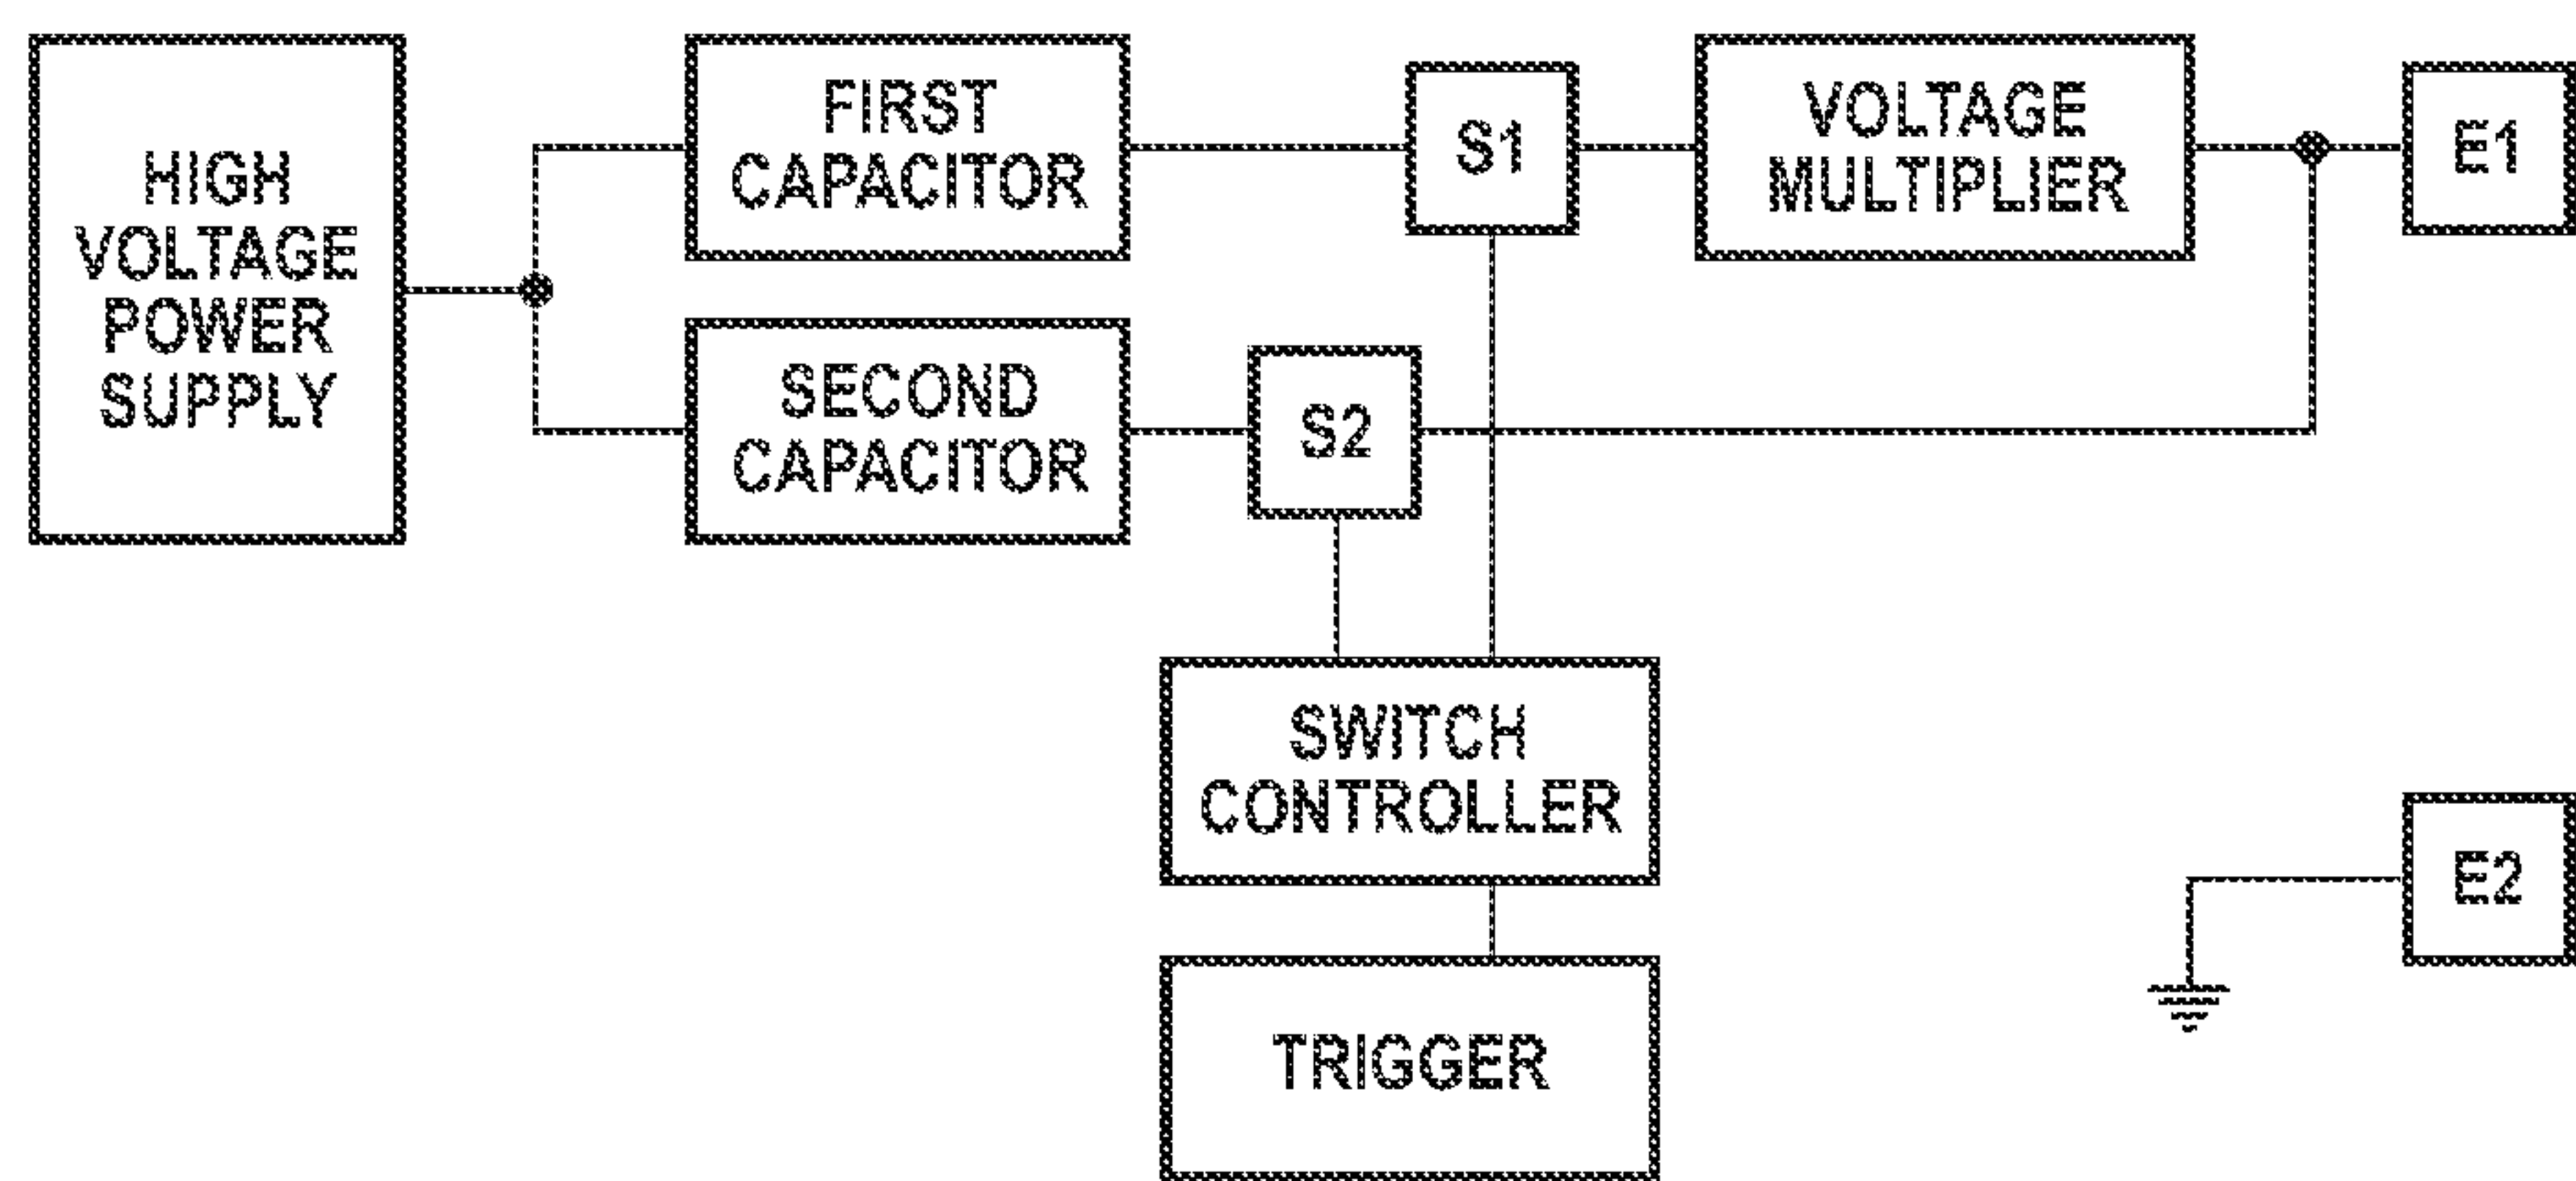 HIGH
VOLTAGE
POWER
SUPPLY
FIRST
CAPACITOR
S1
VOLTAGE
MULTIPLIER
E1
SECOND
CAPACITOR
S2
SWITCH
CONTROLLER
E2
TRIGGER